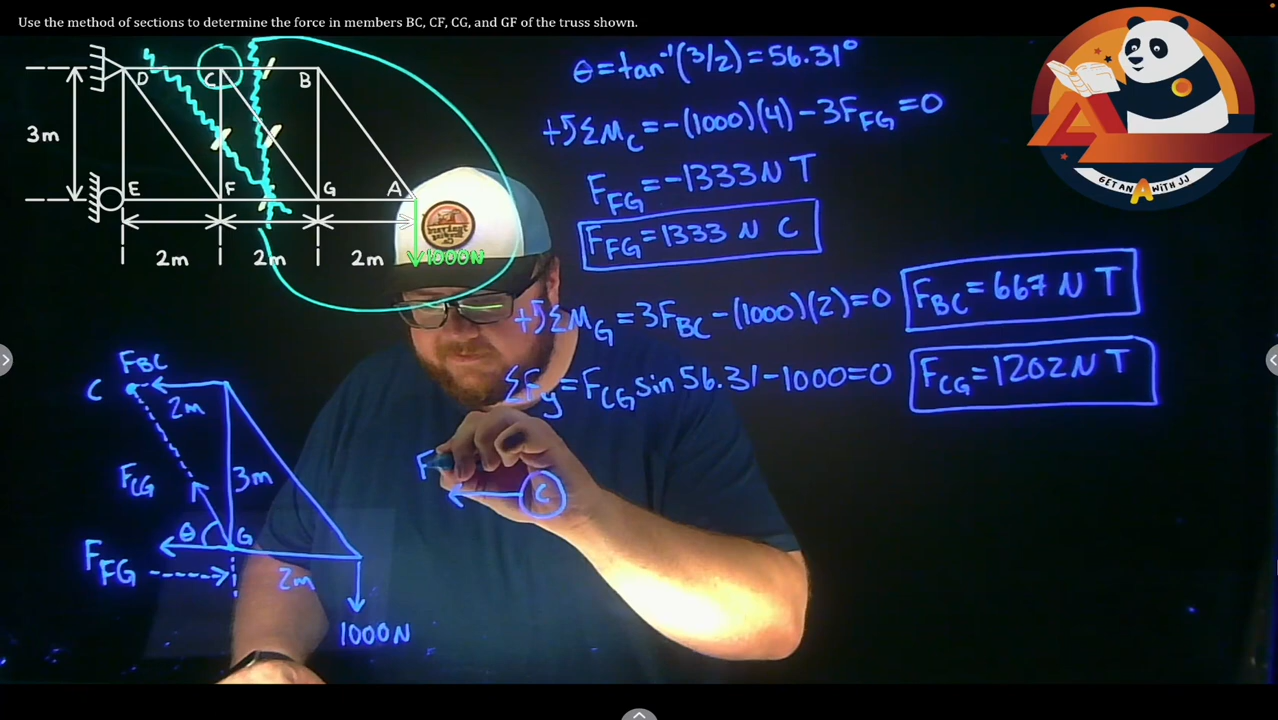 Use the method of sections to determine the force in members BC, CF, CG, and GF of the truss shown.
D C B
3m
E F G A
2m 2m 2m 1000N
θ = tan⁻¹(3/2) = 56.31°
+↺ΣM_C = -(1000)(4) - 3F_FG = 0
F_FG = -1333 N T
F_FG = 1333 N C
+↺ΣM_G = 3F_BC - (1000)(2) = 0 F_BC = 667 N T
ΣF_y = F_CG sin 56.31 - 1000 = 0 F_CG = 1202 N T
F_BC
C
2m
F_CG
3m
θ G
F_FG
2m
1000N
F
C
GET AN A WITH JJ